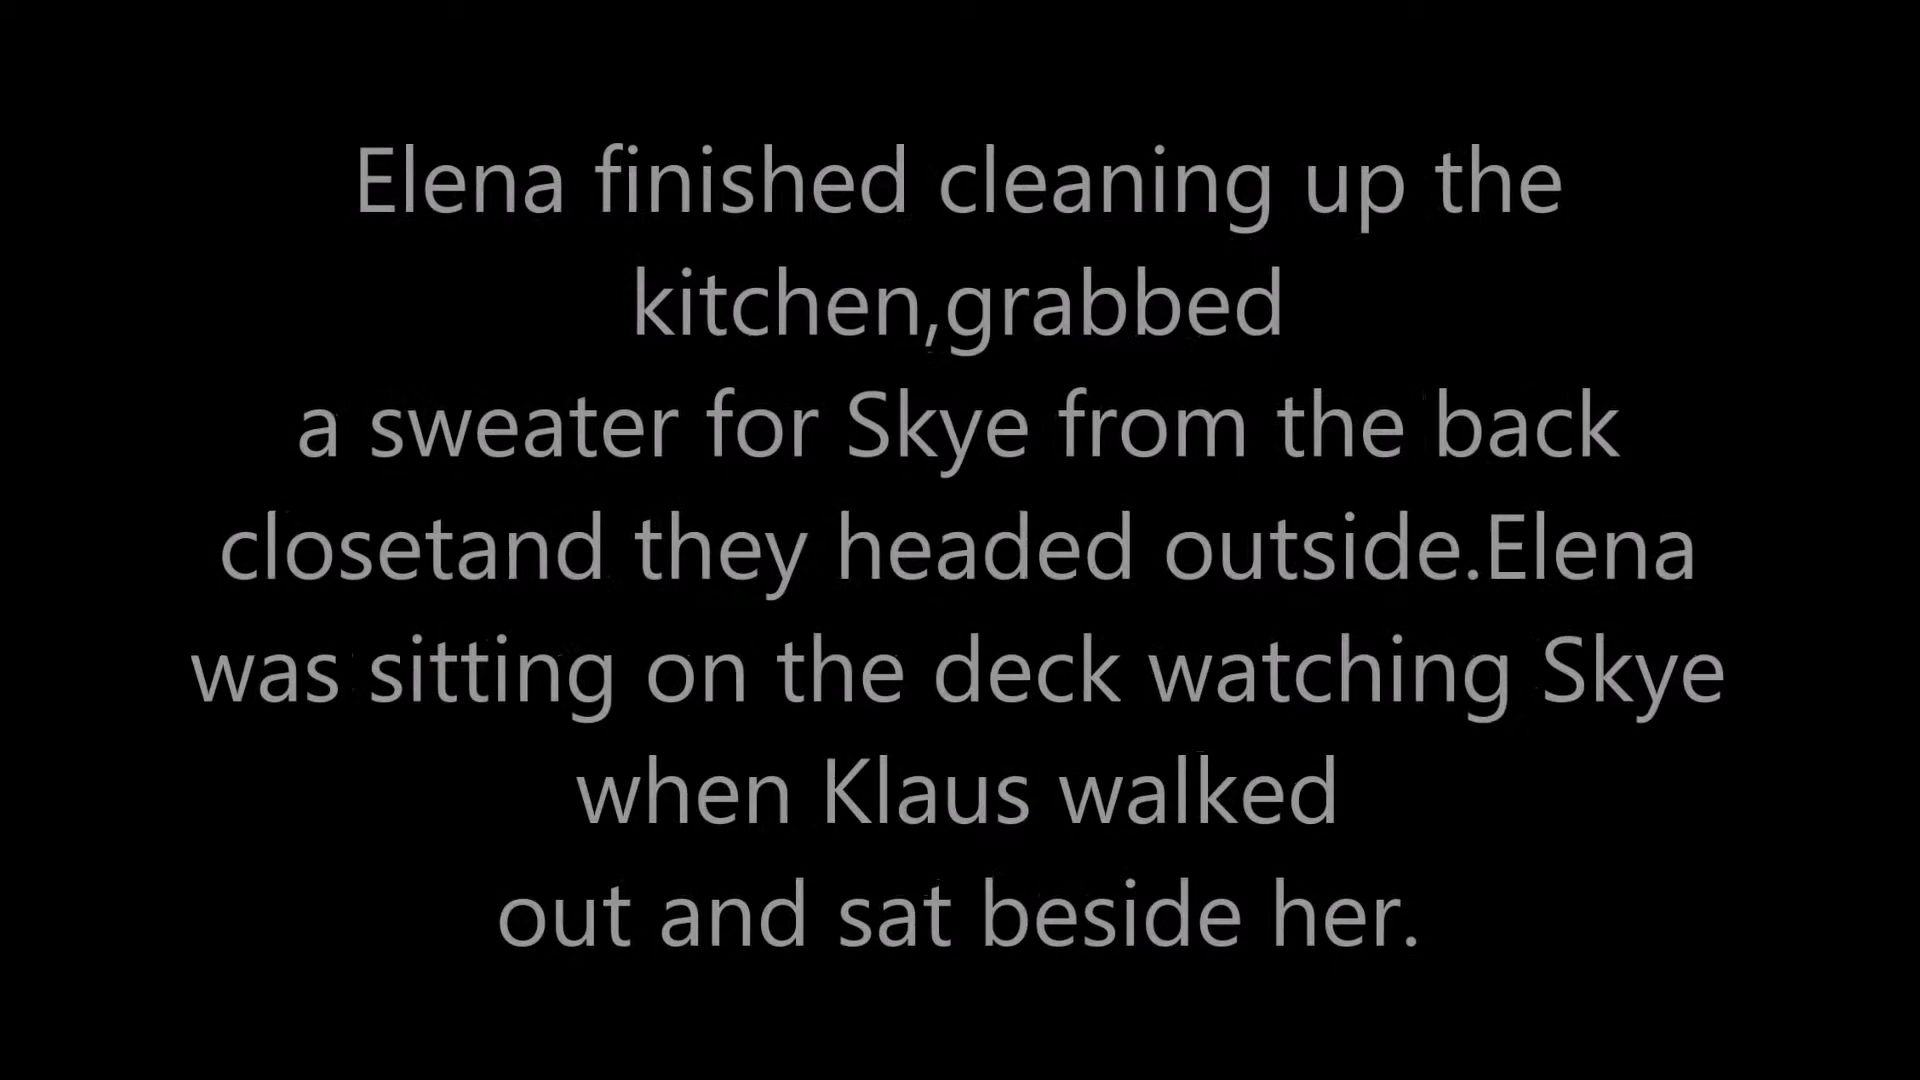 Elena finished cleaning up the
kitchen,grabbed
a sweater for Skye from the back
closetand they headed outside.Elena
was sitting on the deck watching Skye
when Klaus walked
out and sat beside her.